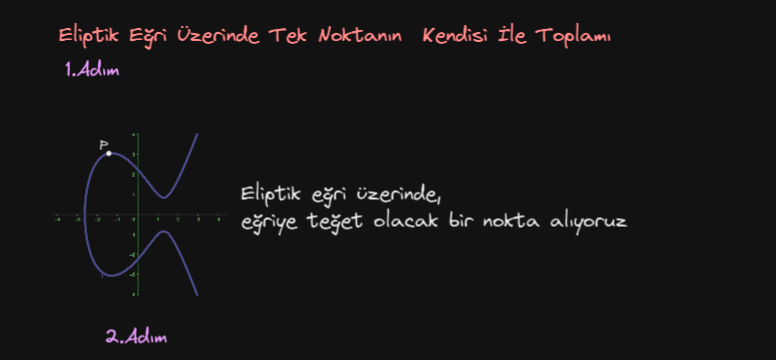 Eliptik Eğri Üzerinde Tek Noktanın Kendisi İle Toplamı
1.Adım
P
Eliptik eğri üzerinde,
eğriye teğet olacak bir nokta alıyoruz
2.Adım